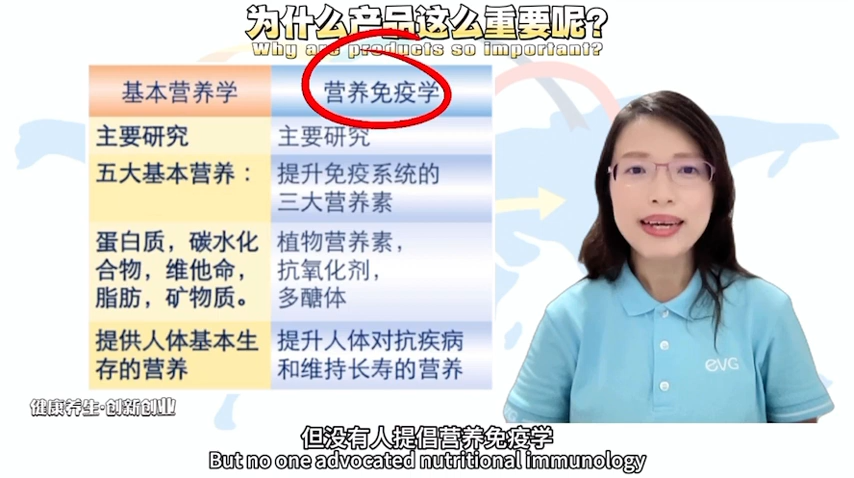 为什么产品这么重要呢?
Why are products so important?
基本营养学
营养免疫学
主要研究
主要研究
五大基本营养：
提升免疫系统的
三大营养素
蛋白质，碳水化
合物，维他命，
脂肪，矿物质。
植物营养素，
抗氧化剂，
多醣体
提供人体基本生
存的营养
提升人体对抗疾病
和维持长寿的营养
eVG
健康养生·创新创业
但没有人提倡营养免疫学
But no one advocated nutritional immunology